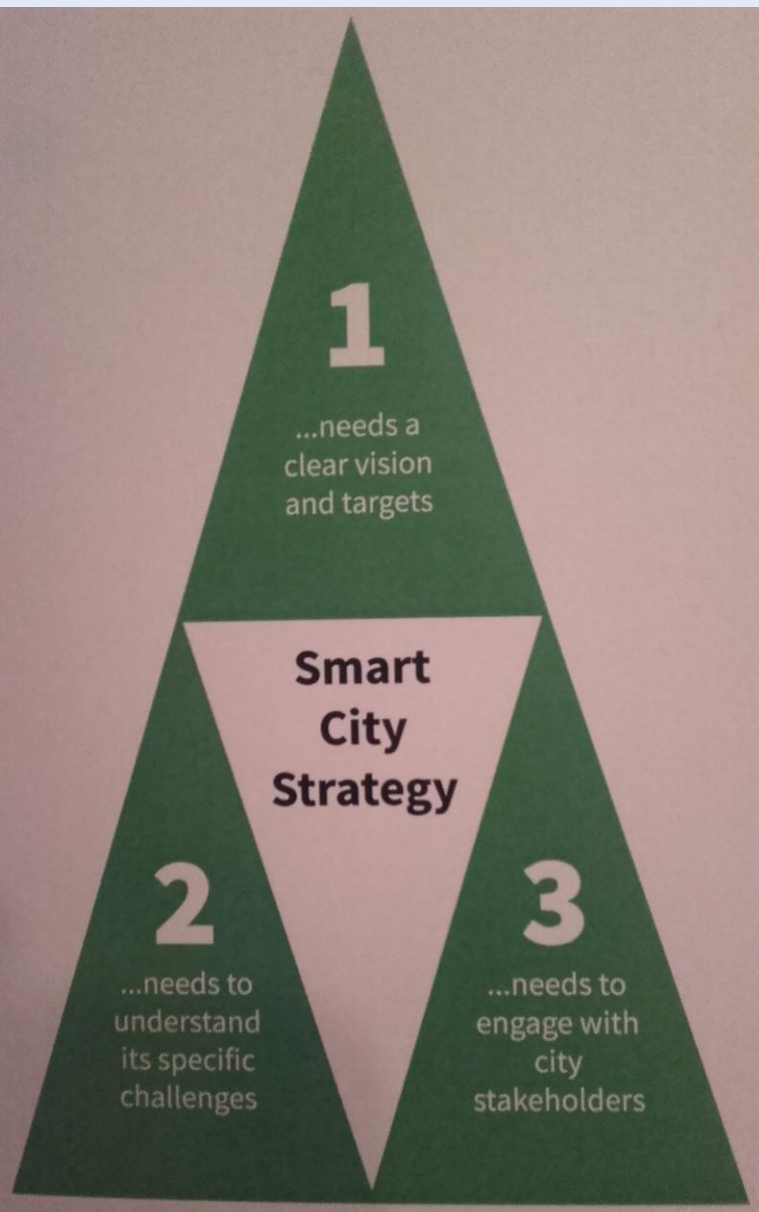 1
...needs a
clear vision
and targets
Smart
City
Strategy
2
...needs to
understand
its specific
challenges
3
...needs to
engage with
city
stakeholders